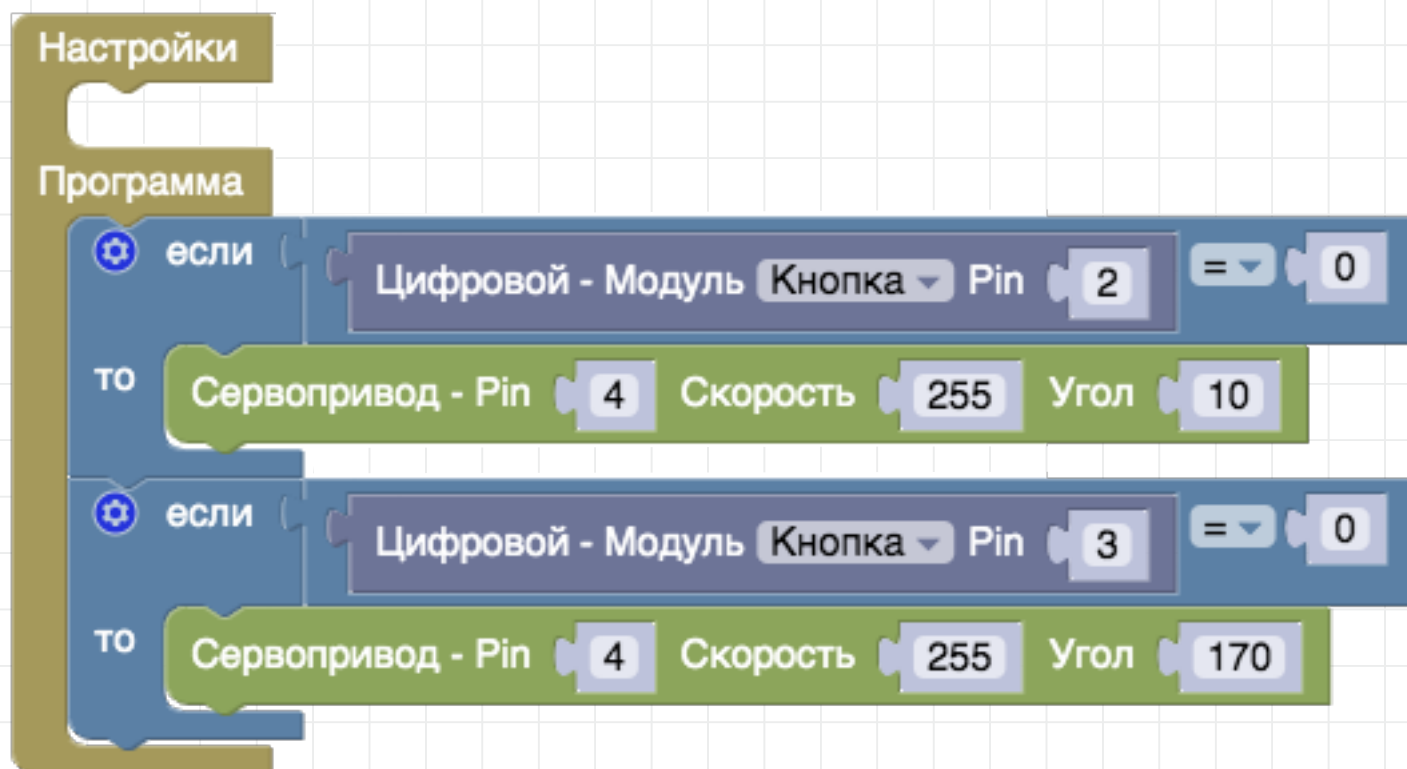 Настройки
Программа
если Цифровой - Модуль Кнопка Pin 2 = 0
то Сервопривод - Pin 4 Скорость 255 Угол 10
если Цифровой - Модуль Кнопка Pin 3 = 0
то Сервопривод - Pin 4 Скорость 255 Угол 170